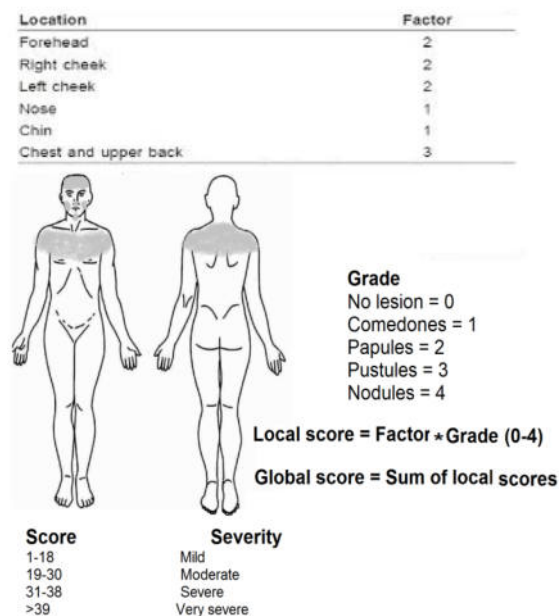 Location Factor
Forehead 2
Right cheek 2
Left cheek 2
Nose 1
Chin 1
Chest and upper back 3
Grade
No lesion = 0
Comedones = 1
Papules = 2
Pustules = 3
Nodules = 4
Local score = Factor * Grade (0-4)
Global score = Sum of local scores
Score Severity
1-18 Mild
19-30 Moderate
31-38 Severe
>39 Very severe